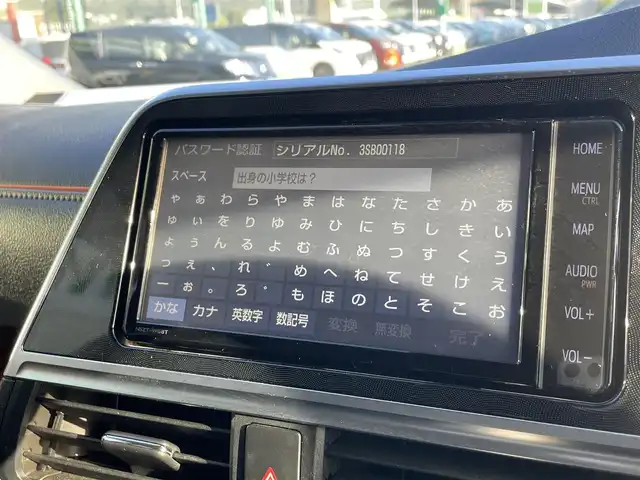 パスワード認証 シリアルNo. 3SB00118
スペース 出身の小学校は？
ゃ ぁ わ ら や ま は な た さ か あ
ゅ ぃ を り ゆ み ひ に ち し き い
ょ ぅ ん る よ む ふ ぬ つ す く う
っ ぇ 、 れ ゛ め へ ね て せ け え
ー ぉ 。 ろ ゜ も ほ の と そ こ お
かな カナ 英数字 数記号 変換 無変換 完了
HOME
MENU
CTRL
MAP
AUDIO
PWR
VOL+
VOL−